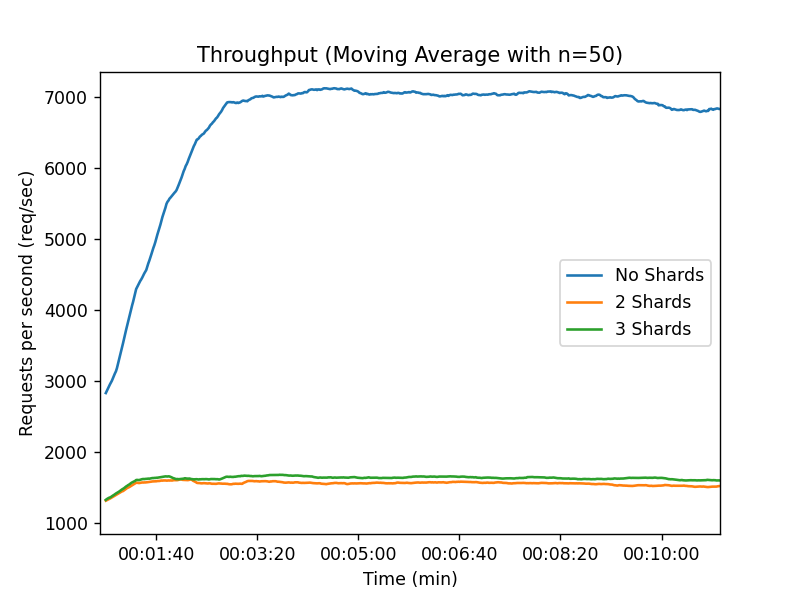 Throughput (Moving Average with n=50)
Requests per second (req/sec)
7000
6000
5000
4000
3000
2000
1000
No Shards
2 Shards
3 Shards
00:01:40 00:03:20 00:05:00 00:06:40 00:08:20 00:10:00
Time (min)